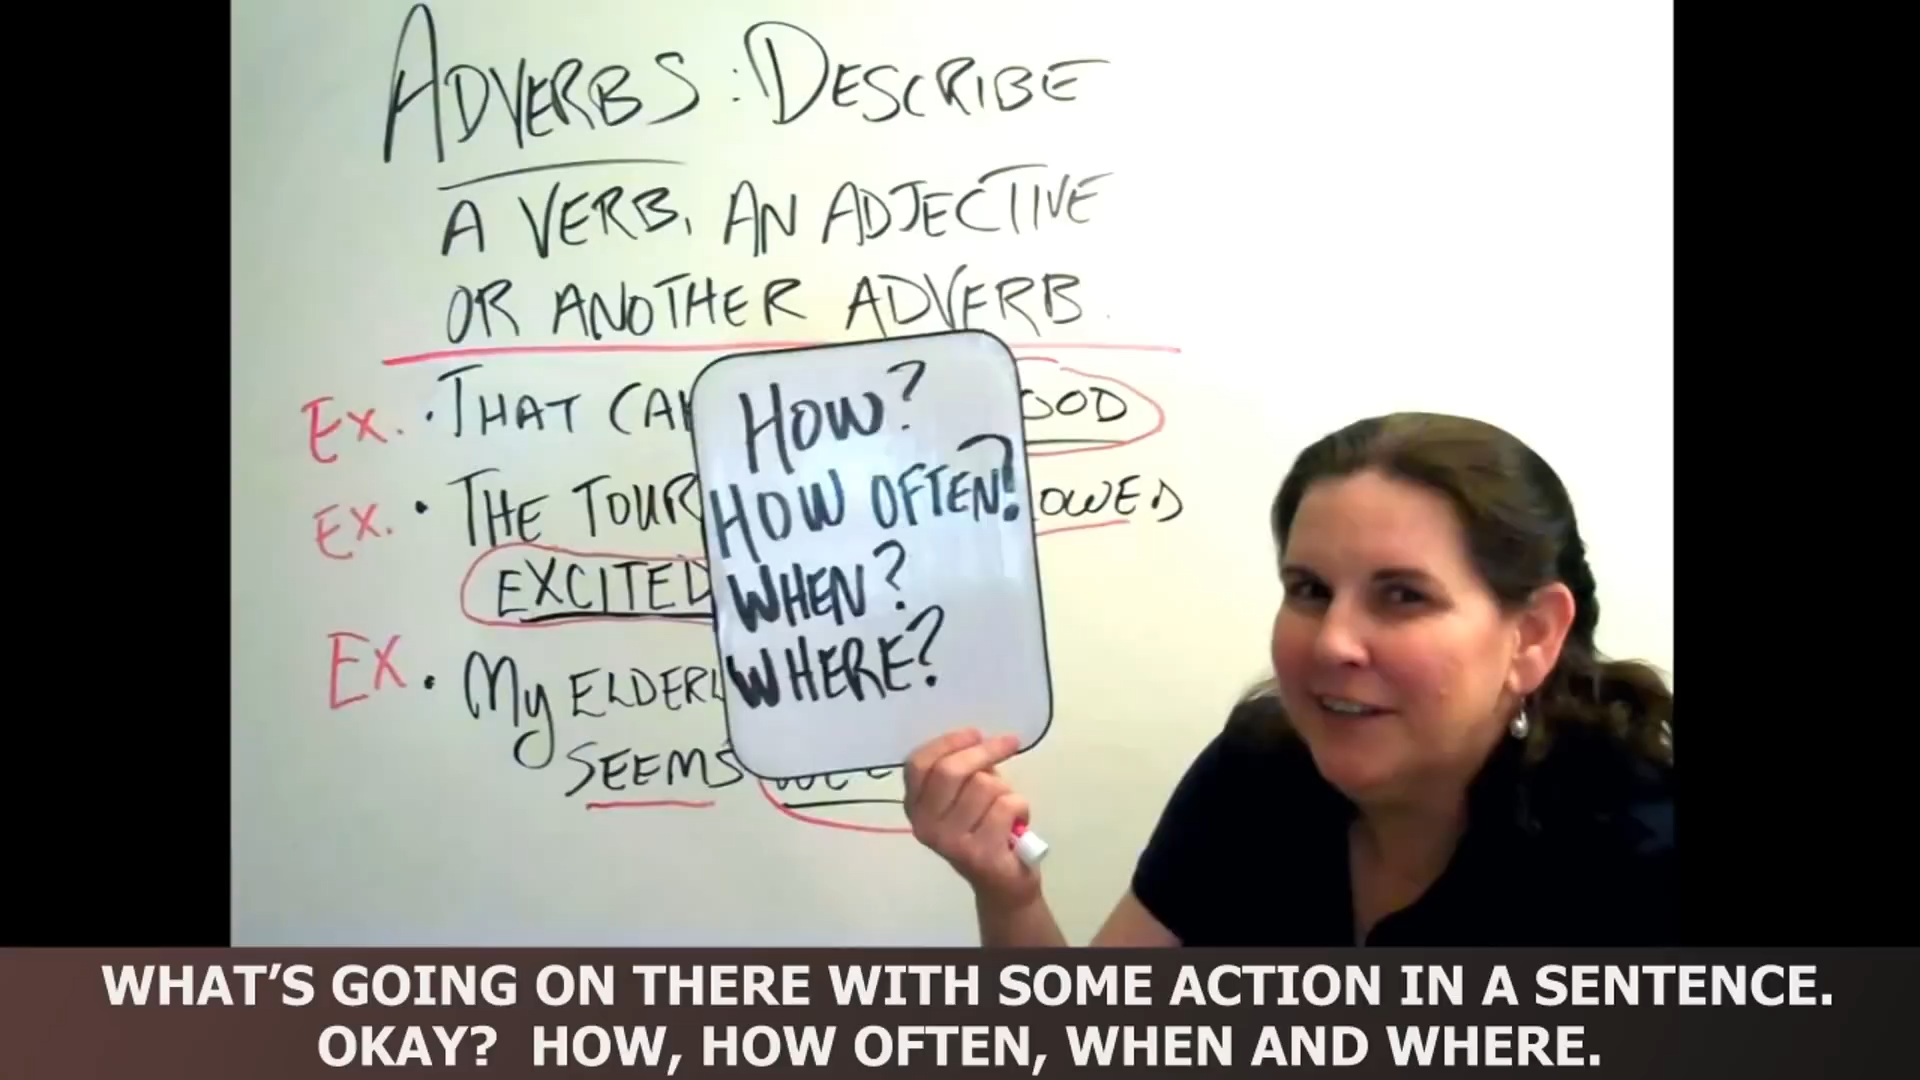 ADVERBS: DESCRIBE
A VERB, AN ADJECTIVE
OR ANOTHER ADVERB.
EX. • THAT
EX. • THE TOUR
EXCITED
EX. • MY
SEEMS
HOW?
HOW OFTEN?
WHEN?
WHERE?
WHAT'S GOING ON THERE WITH SOME ACTION IN A SENTENCE.
OKAY? HOW, HOW OFTEN, WHEN AND WHERE.